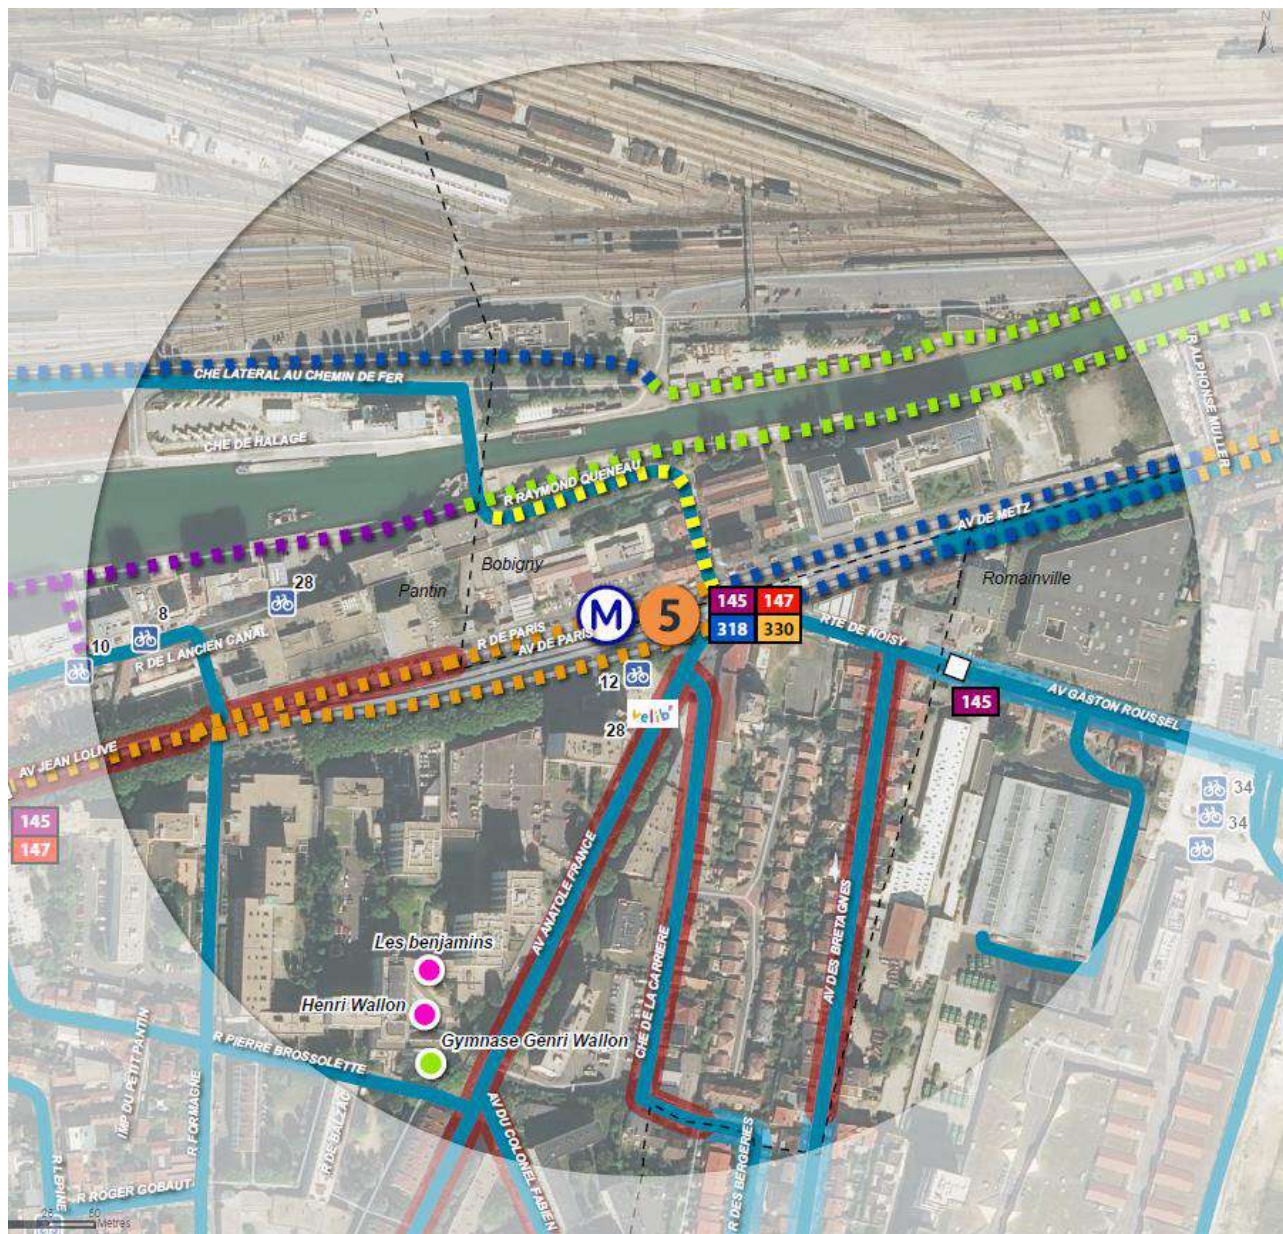 N
CHE LATERAL AU CHEMIN DE FER
R ALPHONSE MULLER
CHE DE HALAGE
R RAYMOND QUENEAU
AV DE METZ
Bobigny
Pantin
Romainville
28
8
10
R DE L ANCIEN CANAL
R DE PARIS
AV DE PARIS
M
5
145
147
318
330
RTE DE NOISY
12
velib'
28
145
AV GASTON ROUSSEL
AV JEAN LOLIVE
145
147
34
34
AV ANATOLE FRANCE
AV DES BRETAGNES
Les benjamins
Henri Wallon
Gymnase Genri Wallon
CHE DE LA CARRIERE
R PIERRE BROSSOLETTE
IMP DU PETIT PANTIN
R FORMAGNE
R DE BALZAC
AV DU COLONEL FABIEN
R DES BERGERIES
R LEPINE
R ROGER GOBAUT
25
50
Metres